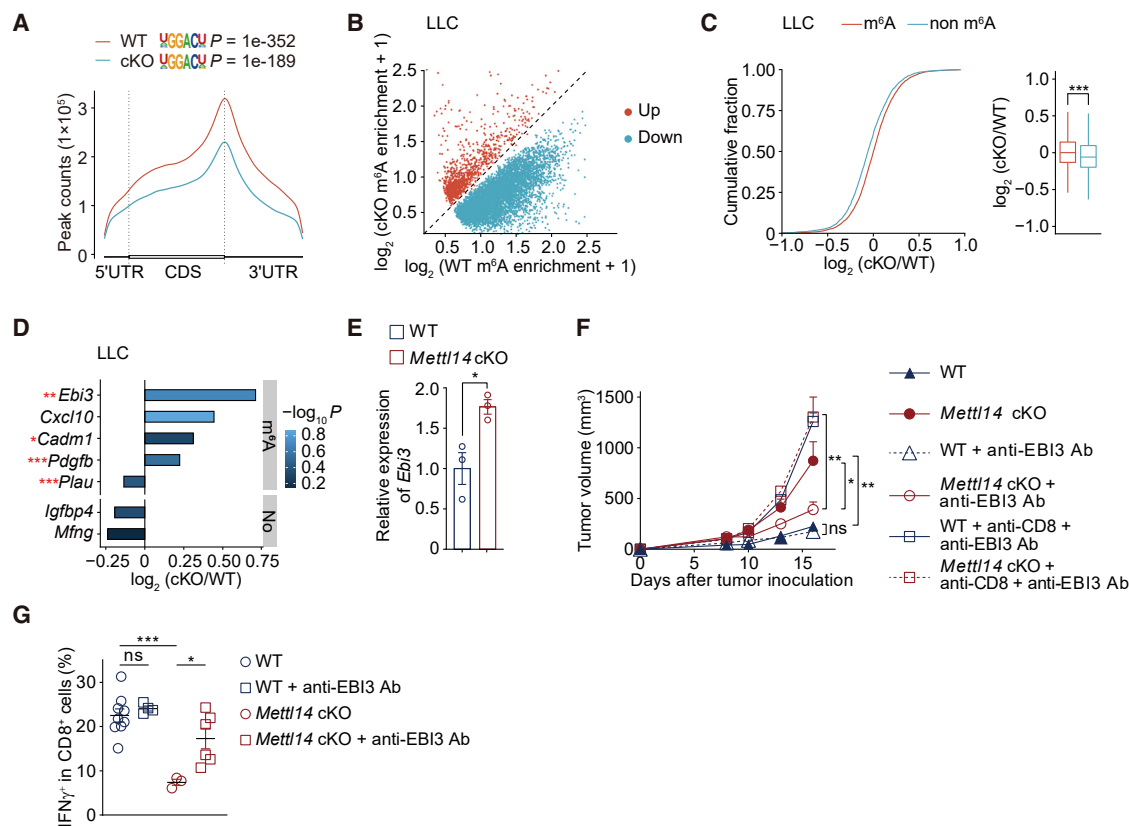 A
WT UGGACU P = 1e-352
cKO UGGACU P = 1e-189
Peak counts (1×10⁵)
3
2
1
0
5'UTR CDS 3'UTR
B
LLC
log₂ (cKO m⁶A enrichment + 1)
2.5
2.0
1.5
1.0
0.5
0.5 1.0 1.5 2.0 2.5
log₂ (WT m⁶A enrichment + 1)
Up
Down
C
LLC m⁶A non m⁶A
Cumulative fraction
1.00
0.75
0.50
0.25
0
−1.0 −0.5 0 0.5 1.0
log₂ (cKO/WT)
***
log₂ (cKO/WT)
1.0
0.5
0
−0.5
−1.0
D
LLC
**Ebi3
Cxcl10
*Cadm1
***Pdgfb
***Plau
Igfbp4
Mfng
m⁶A
No
−0.25 0 0.25 0.50 0.75
log₂ (cKO/WT)
−log₁₀ P
0.8
0.6
0.4
0.2
E
WT
Mettl14 cKO
*
Relative expression
of Ebi3
2.0
1.5
1.0
0.5
0
F
Tumor volume (mm³)
1500
1000
500
0
0 5 10 15
Days after tumor inoculation
**
*
**
ns
WT
Mettl14 cKO
WT + anti-EBI3 Ab
Mettl14 cKO +
anti-EBI3 Ab
WT + anti-CD8 +
anti-EBI3 Ab
Mettl14 cKO +
anti-CD8 + anti-EBI3 Ab
G
IFNγ⁺ in CD8⁺ cells (%)
30
20
10
0
***
ns
*
WT
WT + anti-EBI3 Ab
Mettl14 cKO
Mettl14 cKO + anti-EBI3 Ab